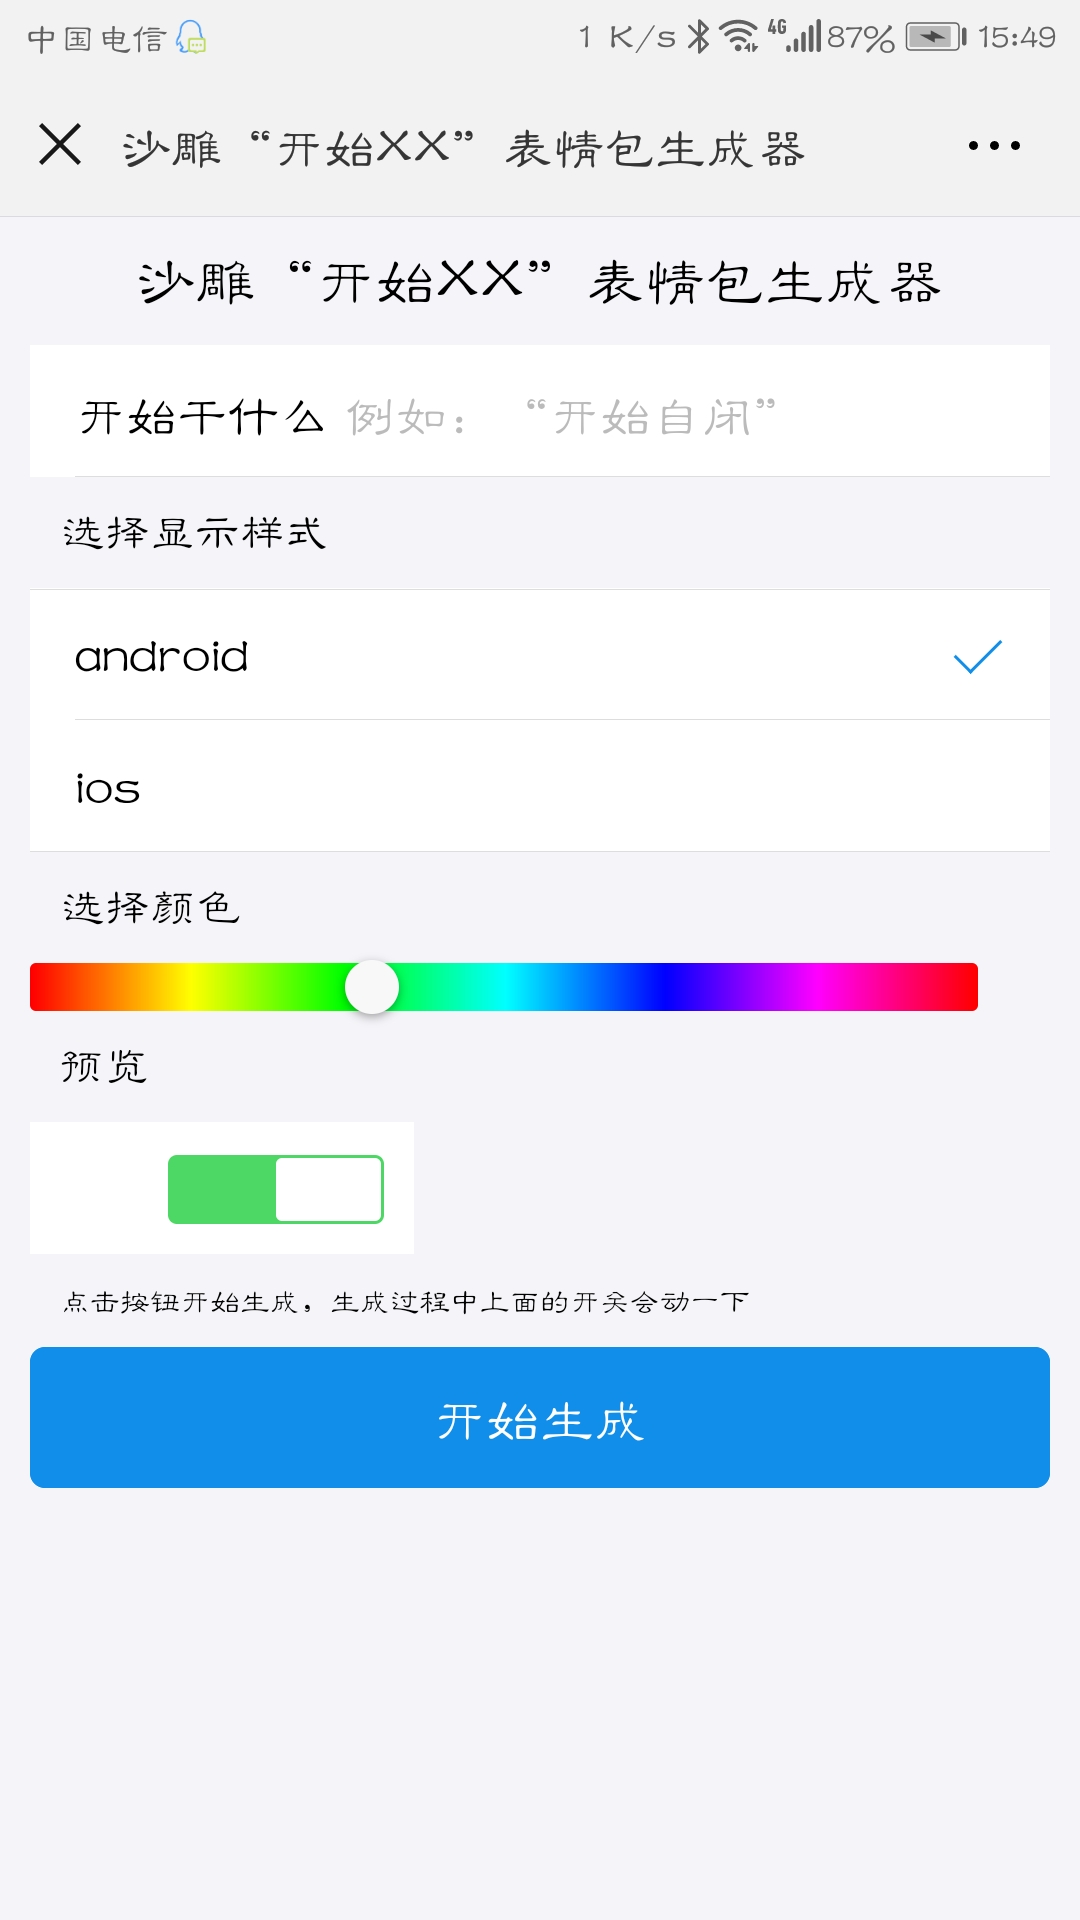 中国电信 1 K/s 4G 87% 15:49
沙雕“开始XX”表情包生成器
沙雕“开始XX”表情包生成器
开始干什么 例如：“开始自闭”
选择显示样式
android
ios
选择颜色
预览
点击按钮开始生成，生成过程中上面的开关会动一下
开始生成